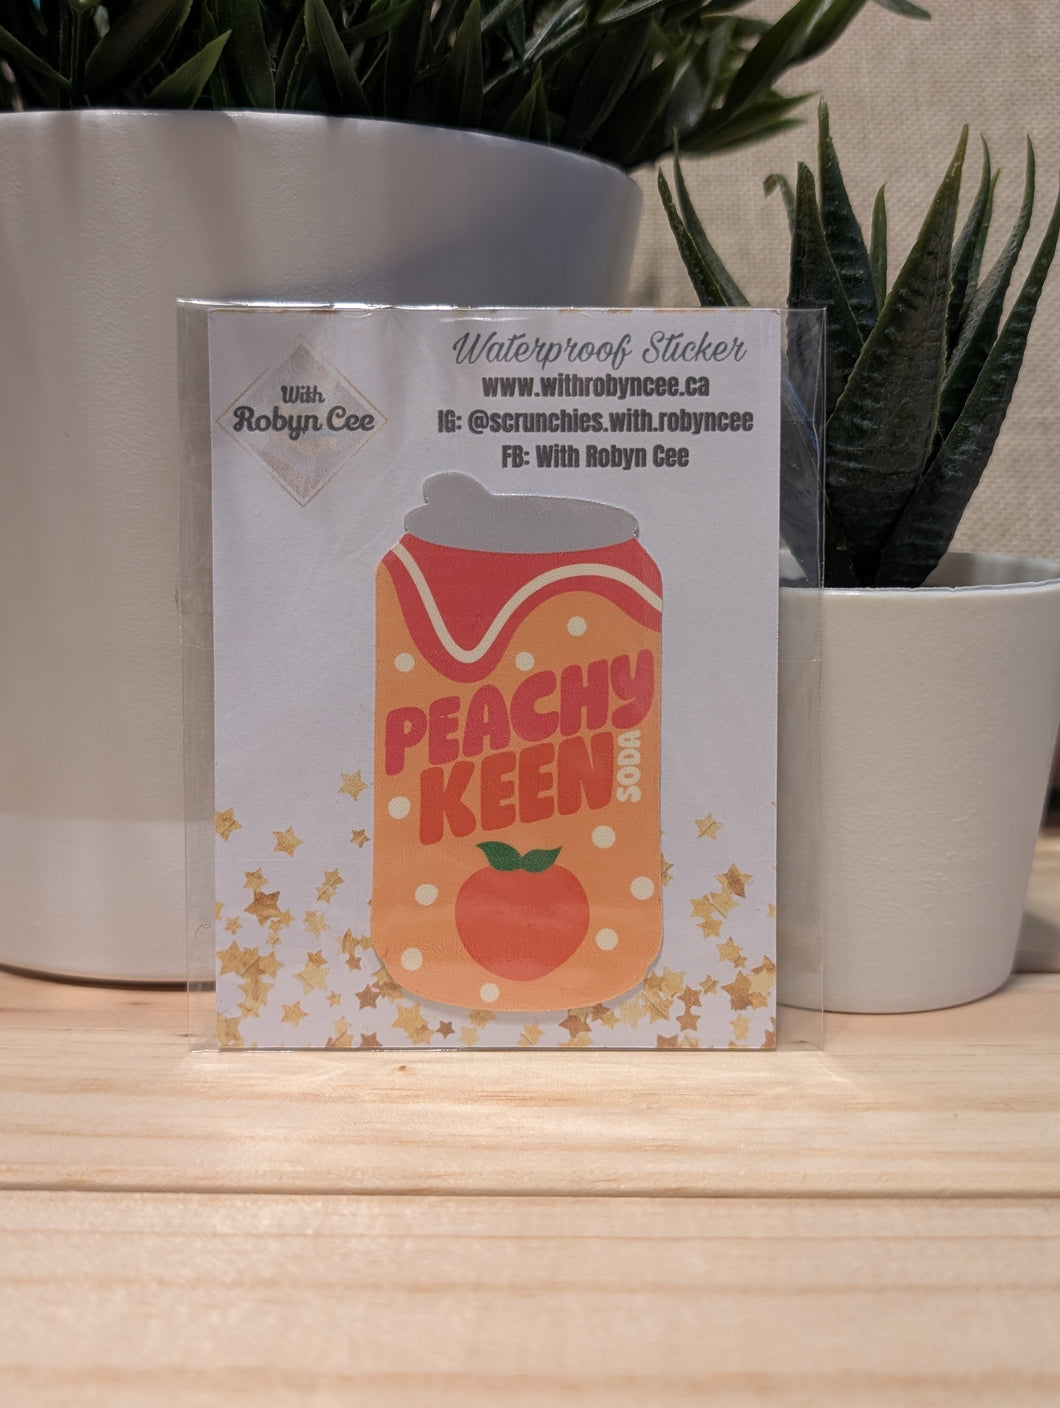 With
Robyn Cee
Waterproof Sticker
www.withrobyncee.ca
IG: @scrunchies.with.robyncee
FB: With Robyn Cee
PEACHY
KEEN
SODA